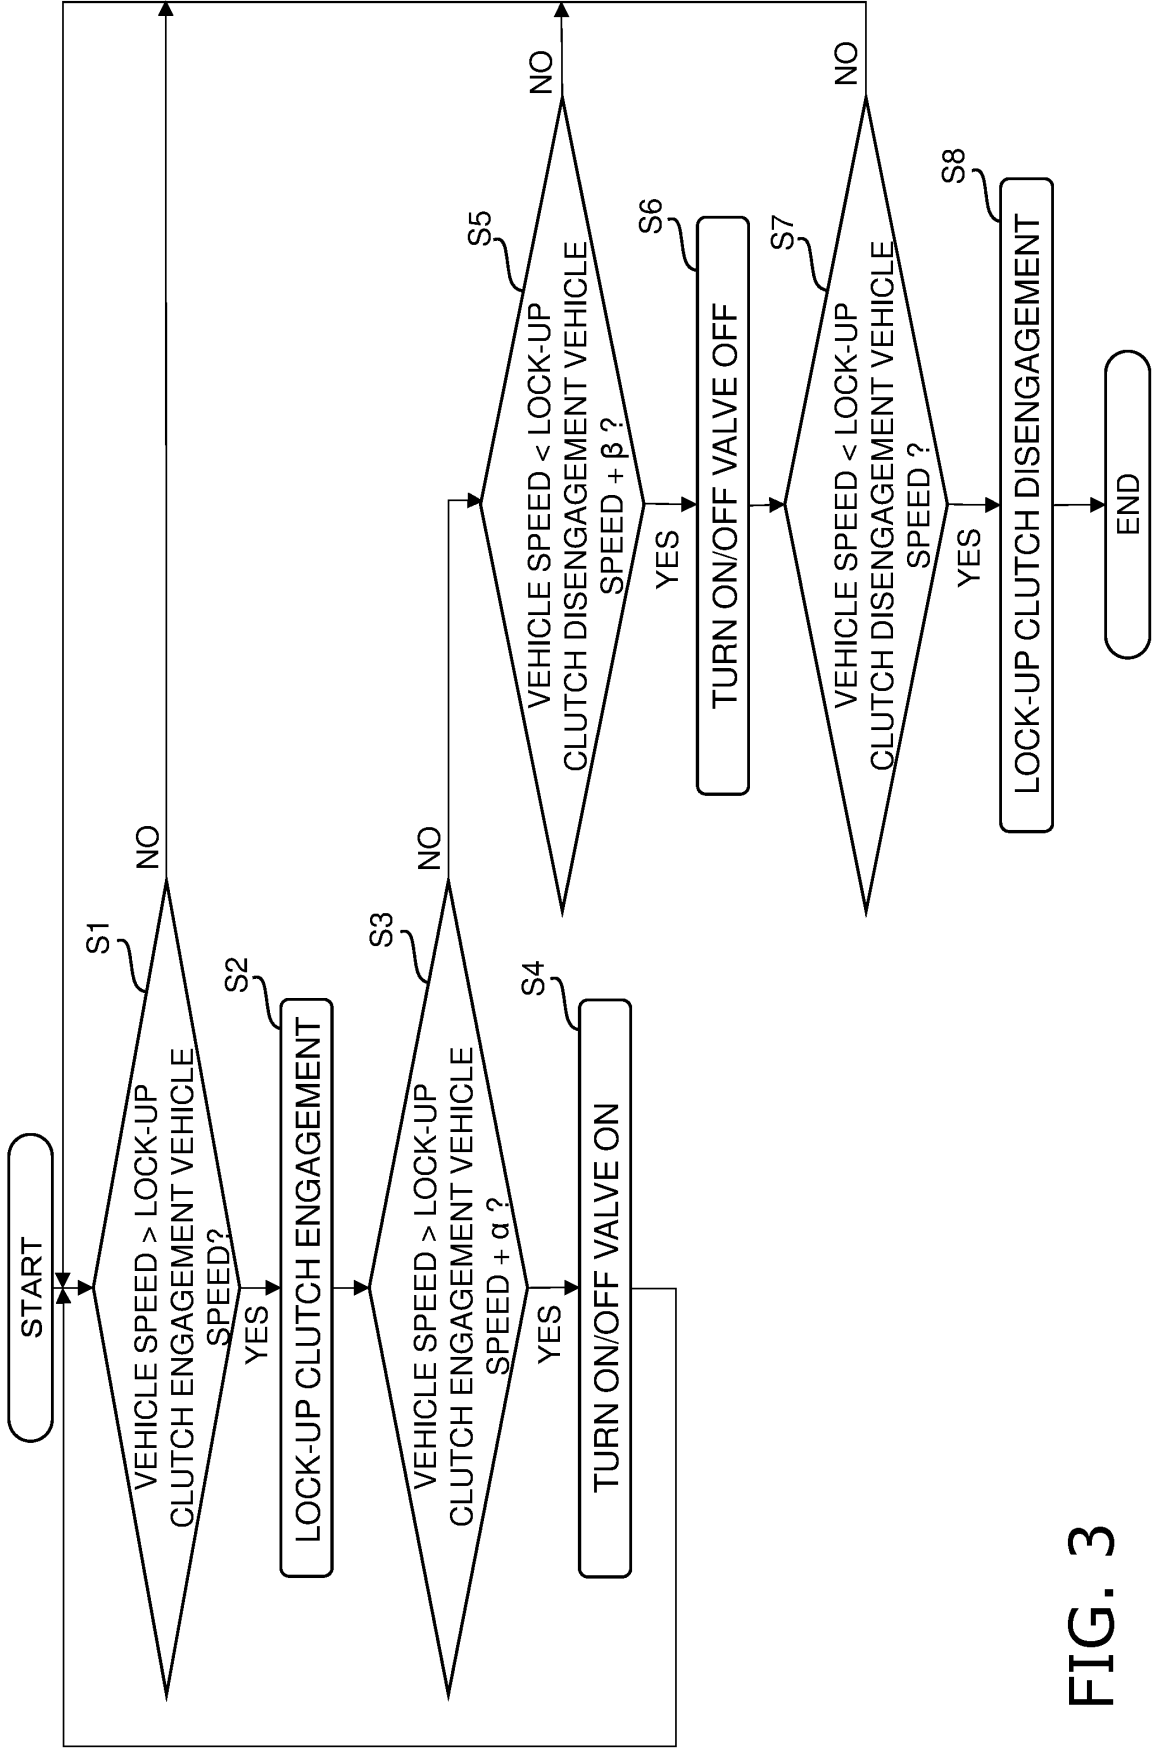 START
S1
VEHICLE SPEED > LOCK-UP
CLUTCH ENGAGEMENT VEHICLE
SPEED?
NO
YES
S2
LOCK-UP CLUTCH ENGAGEMENT
S3
VEHICLE SPEED > LOCK-UP
CLUTCH ENGAGEMENT VEHICLE
SPEED + α ?
NO
YES
S4
TURN ON/OFF VALVE ON
S5
VEHICLE SPEED < LOCK-UP
CLUTCH DISENGAGEMENT VEHICLE
SPEED + β ?
NO
YES
S6
TURN ON/OFF VALVE OFF
S7
VEHICLE SPEED < LOCK-UP
CLUTCH DISENGAGEMENT VEHICLE
SPEED ?
NO
YES
S8
LOCK-UP CLUTCH DISENGAGEMENT
END
FIG. 3